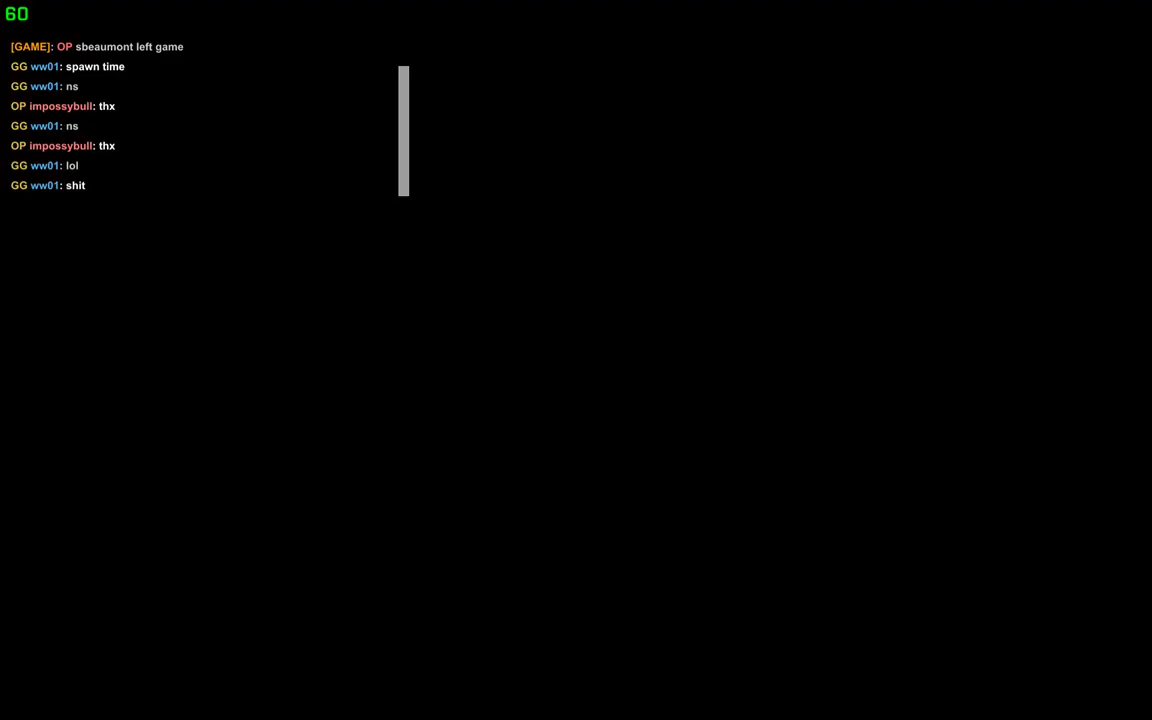 60
[GAME]: OP sbeaumont left game
GG ww01: spawn time
GG ww01: ns
OP impossybull: thx
GG ww01: ns
OP impossybull: thx
GG ww01: lol
GG ww01: shit